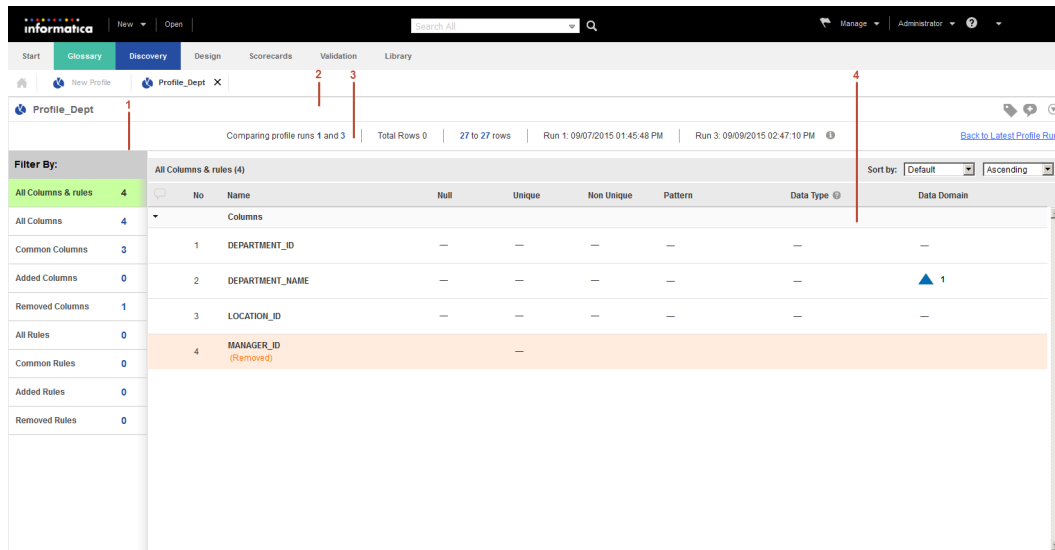 informatica New Open Search All Manage Administrator ?
Start Glossary Discovery Design Scorecards Validation Library
New Profile Profile_Dept X
2 3 4
Profile_Dept
1
Comparing profile runs 1 and 3 Total Rows 0 27 to 27 rows Run 1: 09/07/2015 01:45:48 PM Run 3: 09/09/2015 02:47:10 PM Back to Latest Profile Run
Filter By:
All Columns & rules 4
All Columns 4
Common Columns 3
Added Columns 0
Removed Columns 1
All Rules 0
Common Rules 0
Added Rules 0
Removed Rules 0
All Columns & rules (4) Sort by: Default Ascending
No Name Null Unique Non Unique Pattern Data Type ? Data Domain
Columns
1 DEPARTMENT_ID — — — — — —
2 DEPARTMENT_NAME — — — — — 1
3 LOCATION_ID — — — — — —
4 MANAGER_ID —
(Removed)